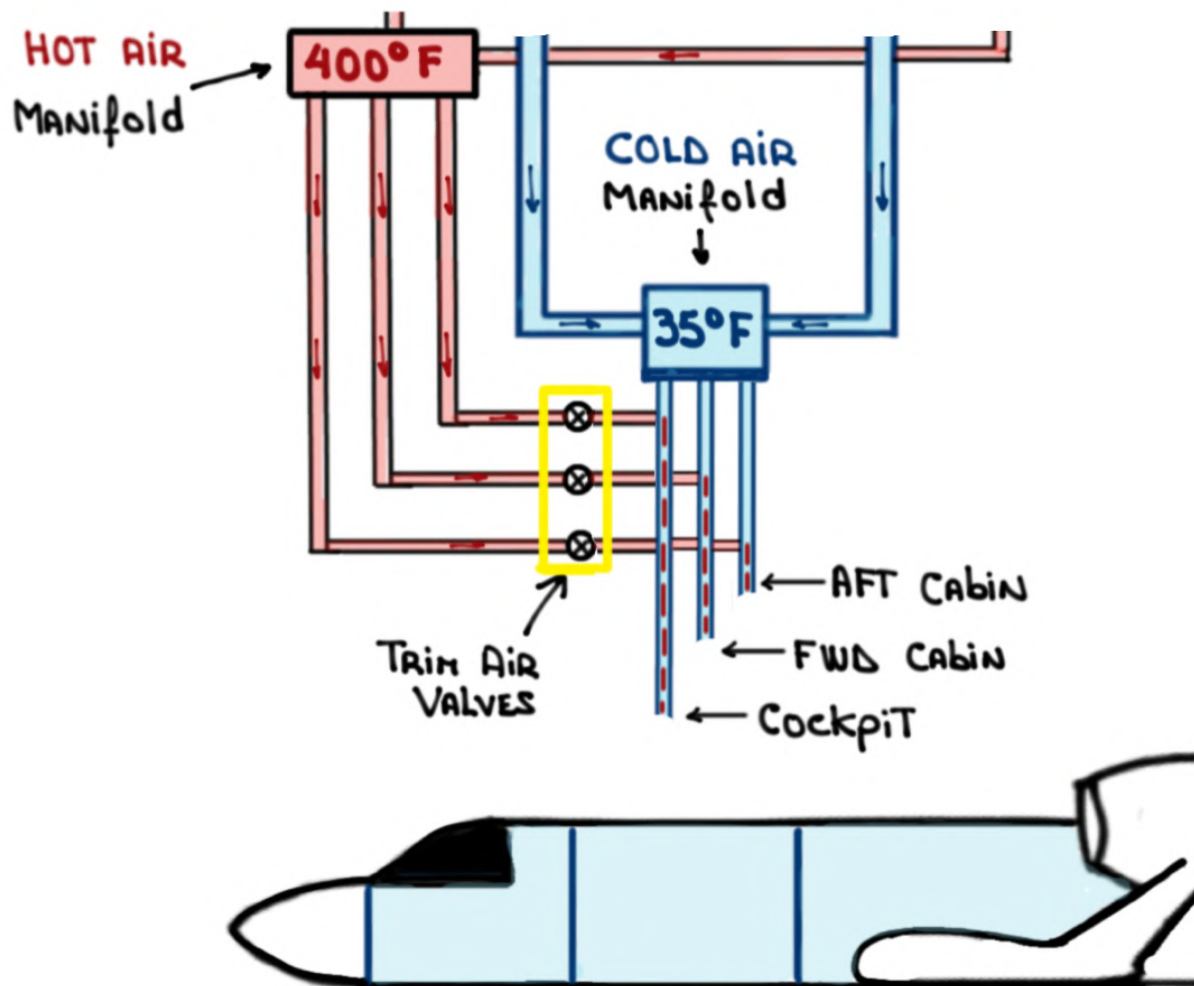 HOT AiR
MANifold
400°F
COLD AiR
MANifold
35°F
TRIM AIR
VALVES
AFT CabiN
FWD CabiN
CockpiT